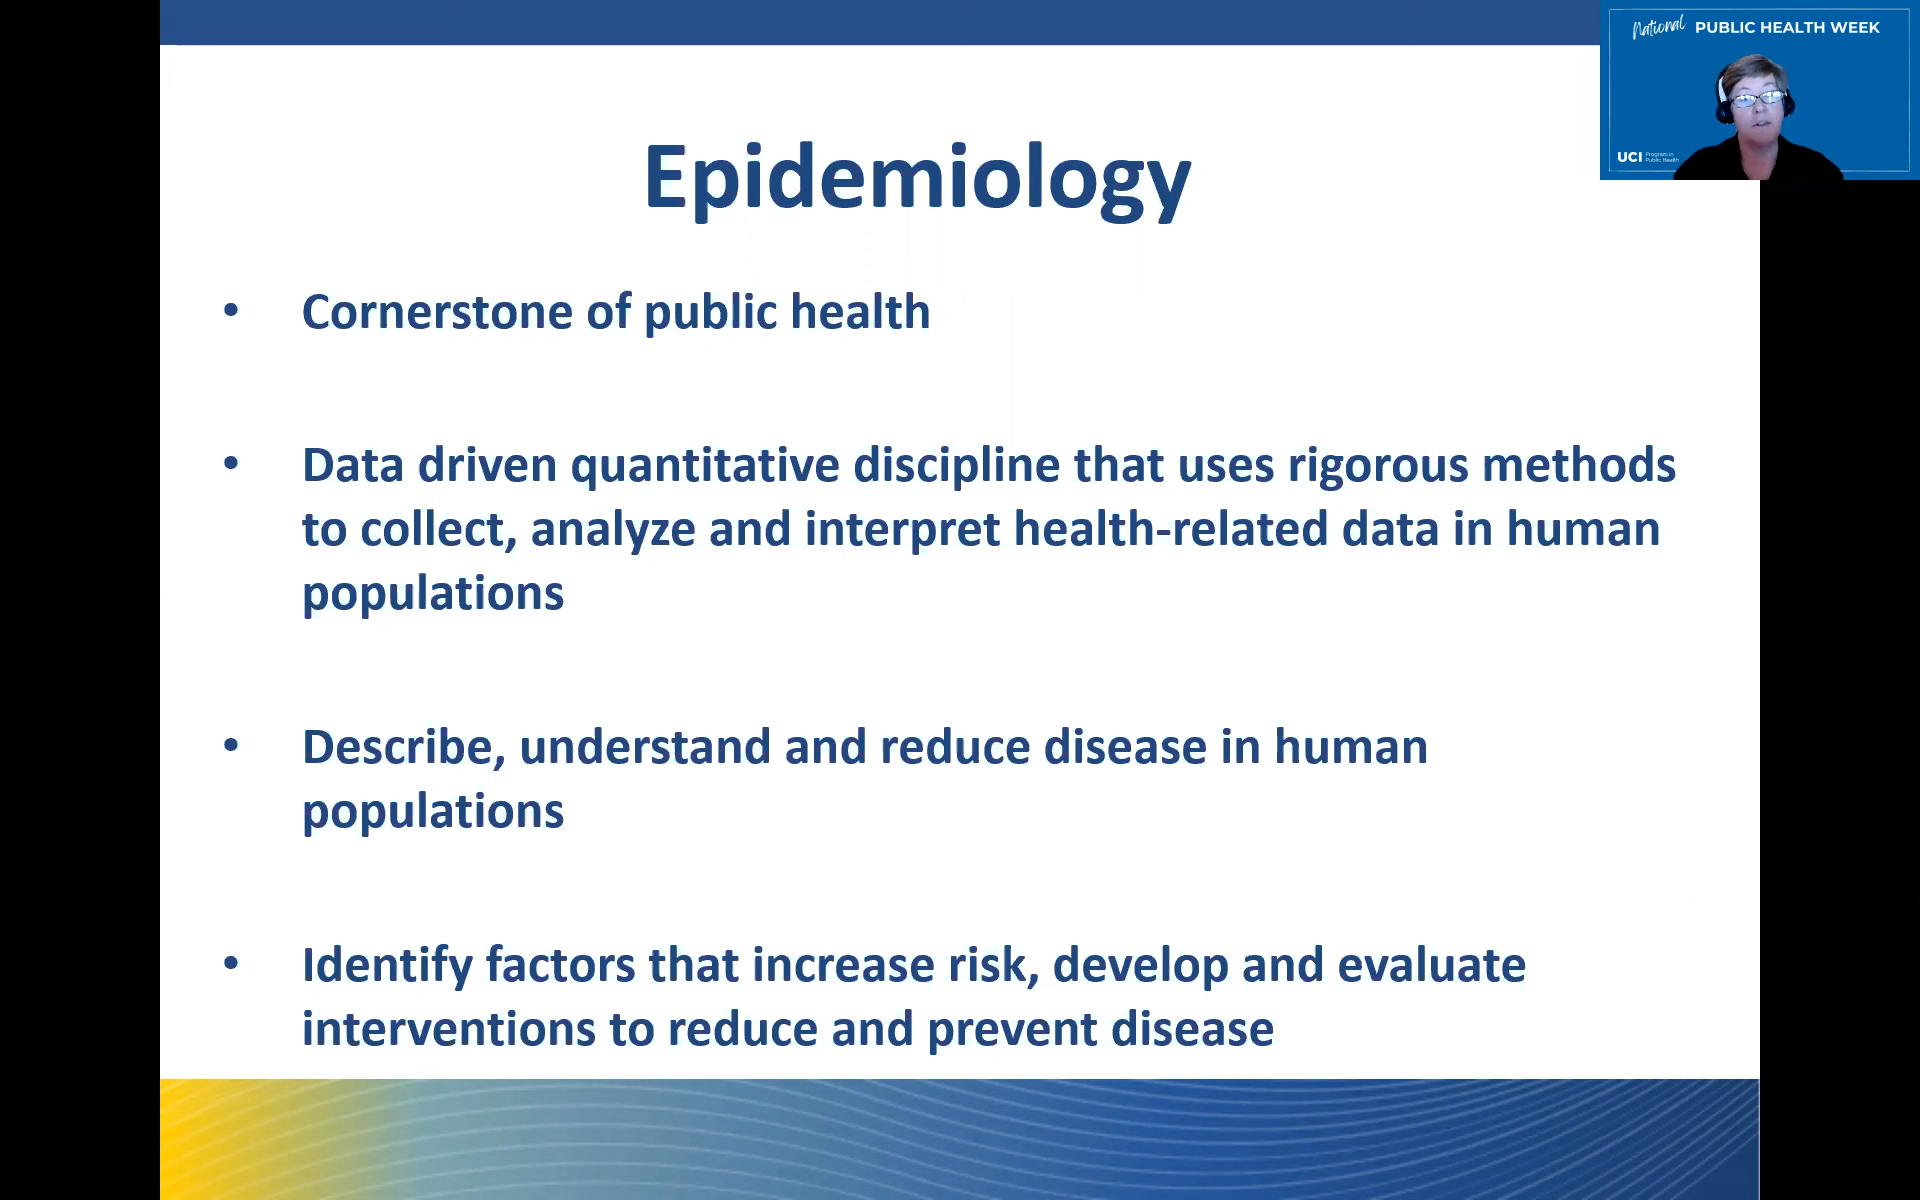 National PUBLIC HEALTH WEEK
UCI Program in
Public Health
Epidemiology
• Cornerstone of public health
• Data driven quantitative discipline that uses rigorous methods
to collect, analyze and interpret health-related data in human
populations
• Describe, understand and reduce disease in human
populations
• Identify factors that increase risk, develop and evaluate
interventions to reduce and prevent disease